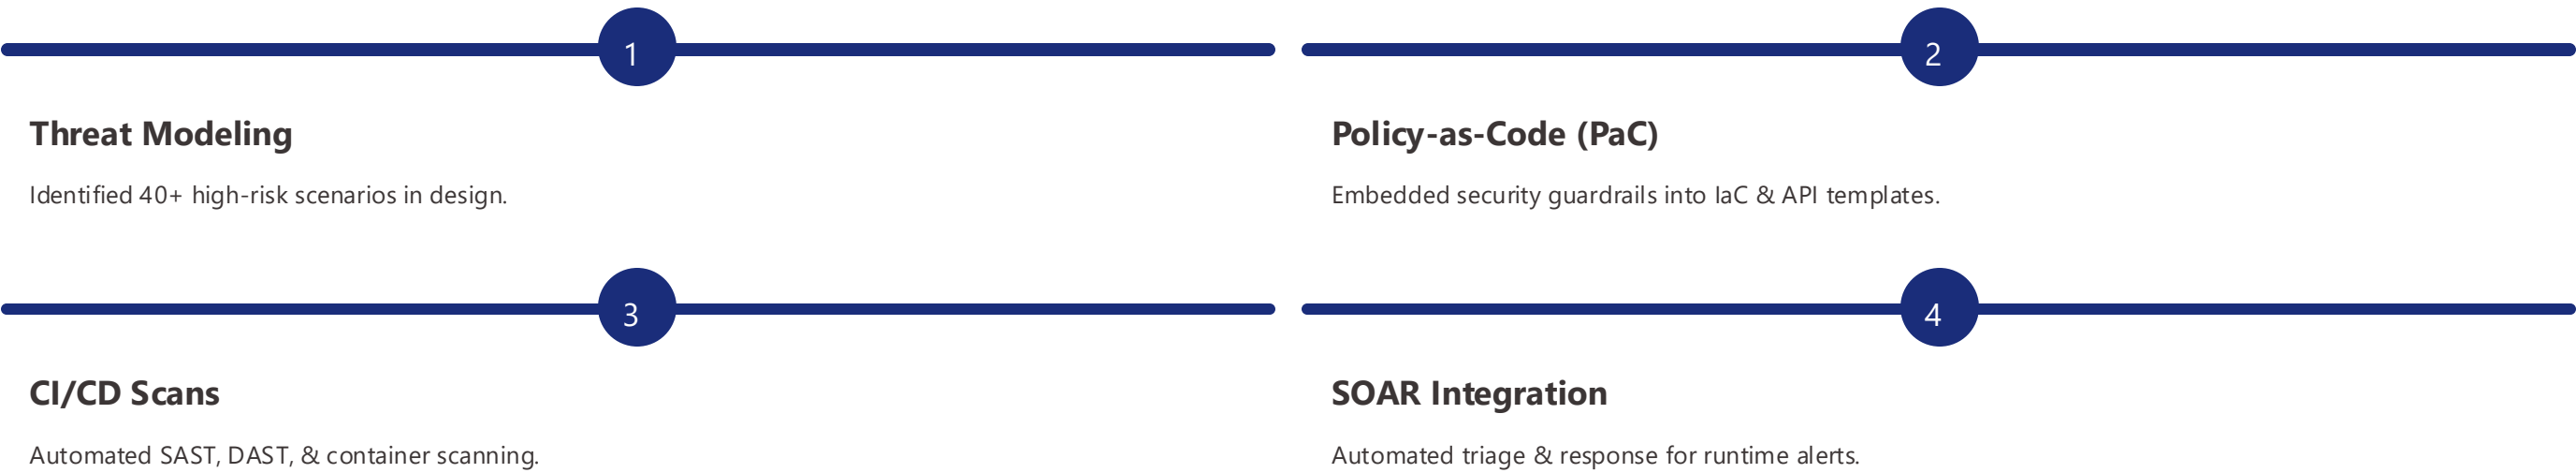 1
Threat Modeling
Identified 40+ high-risk scenarios in design.
2
Policy-as-Code (PaC)
Embedded security guardrails into IaC & API templates.
3
CI/CD Scans
Automated SAST, DAST, & container scanning.
4
SOAR Integration
Automated triage & response for runtime alerts.